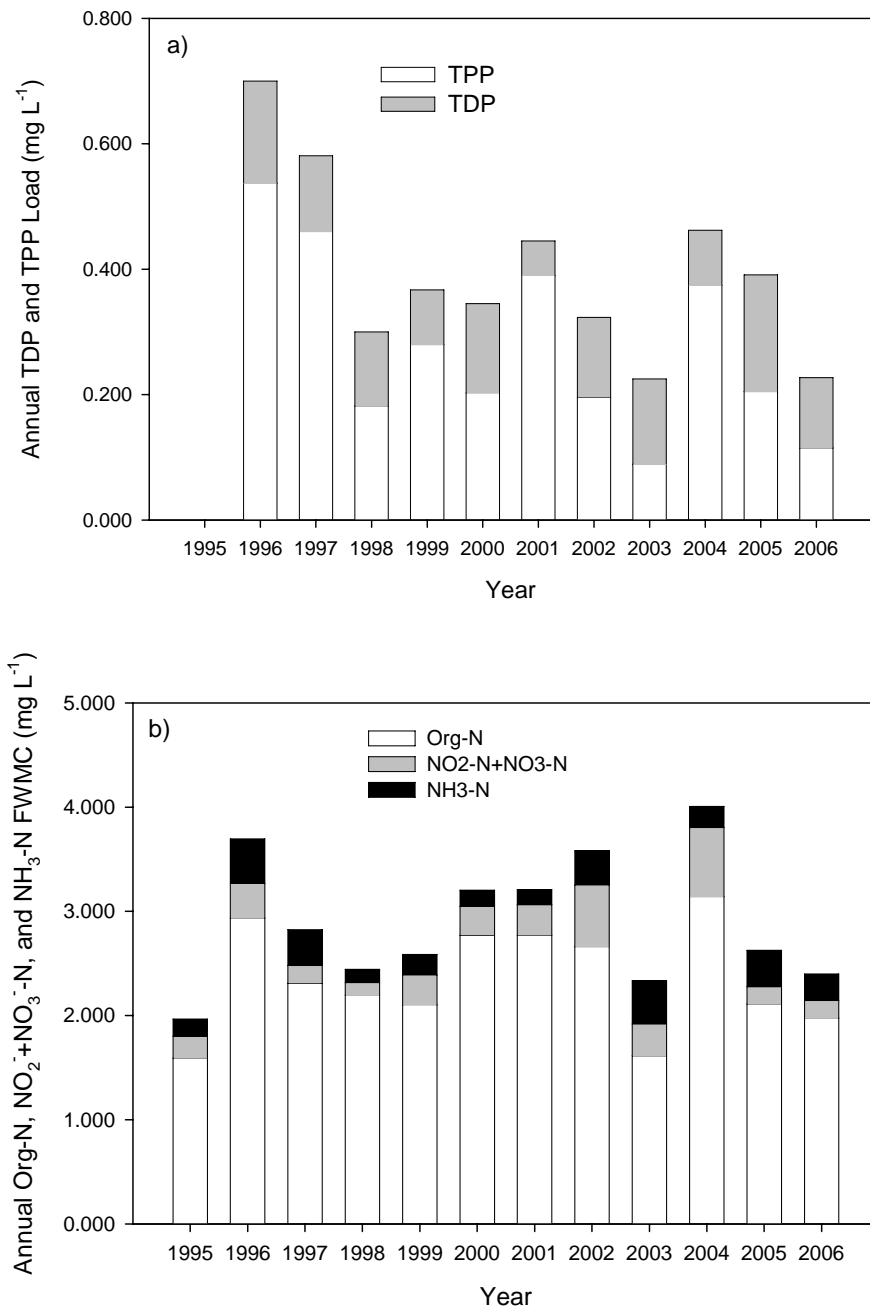 0.800
a)
TPP
TDP
0.600
0.400
0.200
0.000
Annual TDP and TPP Load (mg L⁻¹)
1995 1996 1997 1998 1999 2000 2001 2002 2003 2004 2005 2006
Year
5.000
b)
Org-N
NO2-N+NO3-N
NH3-N
4.000
3.000
2.000
1.000
0.000
Annual Org-N, NO₂⁻+NO₃⁻-N, and NH₃-N FWMC (mg L⁻¹)
1995 1996 1997 1998 1999 2000 2001 2002 2003 2004 2005 2006
Year